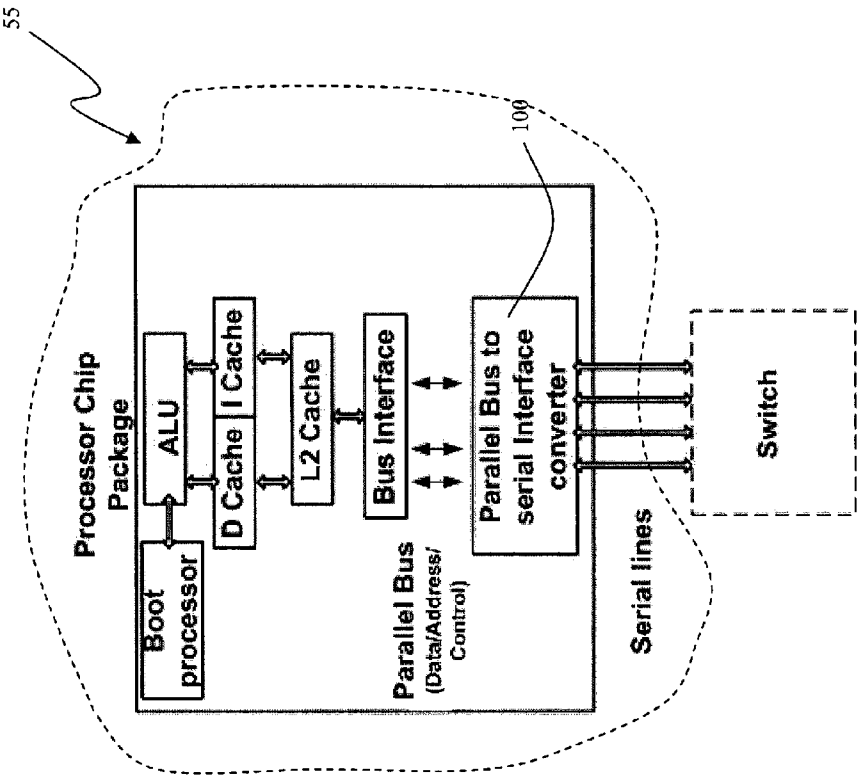 55
Processor Chip
Package
Boot
processor
ALU
D Cache
I Cache
L2 Cache
Bus Interface
Parallel Bus
(Data/Address/
Control)
100
Parallel Bus to
serial Interface
converter
Serial lines
Switch